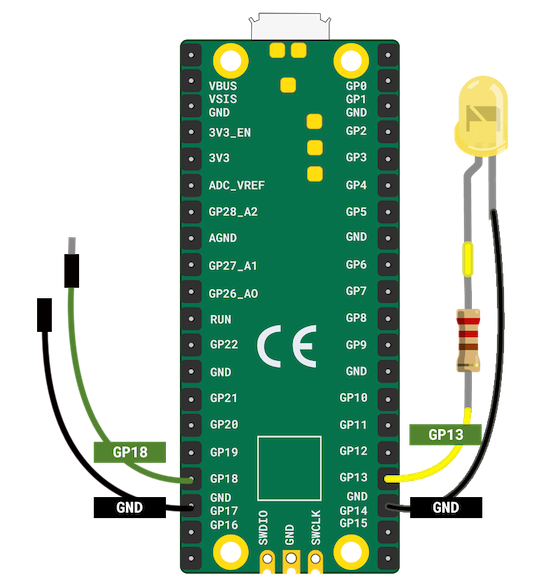 VBUS
VSIS
GND
3V3_EN
3V3
ADC_VREF
GP28_A2
AGND
GP27_A1
GP26_A0
RUN
GP22
GND
GP21
GP20
GP19
GP18
GND
GP17
GP16
GP0
GP1
GND
GP2
GP3
GP4
GP5
GND
GP6
GP7
GP8
GP9
GND
GP10
GP11
GP12
GP13
GND
GP14
GP15
CE
SWDIO
GND
SWCLK
GP18
GND
GP13
GND